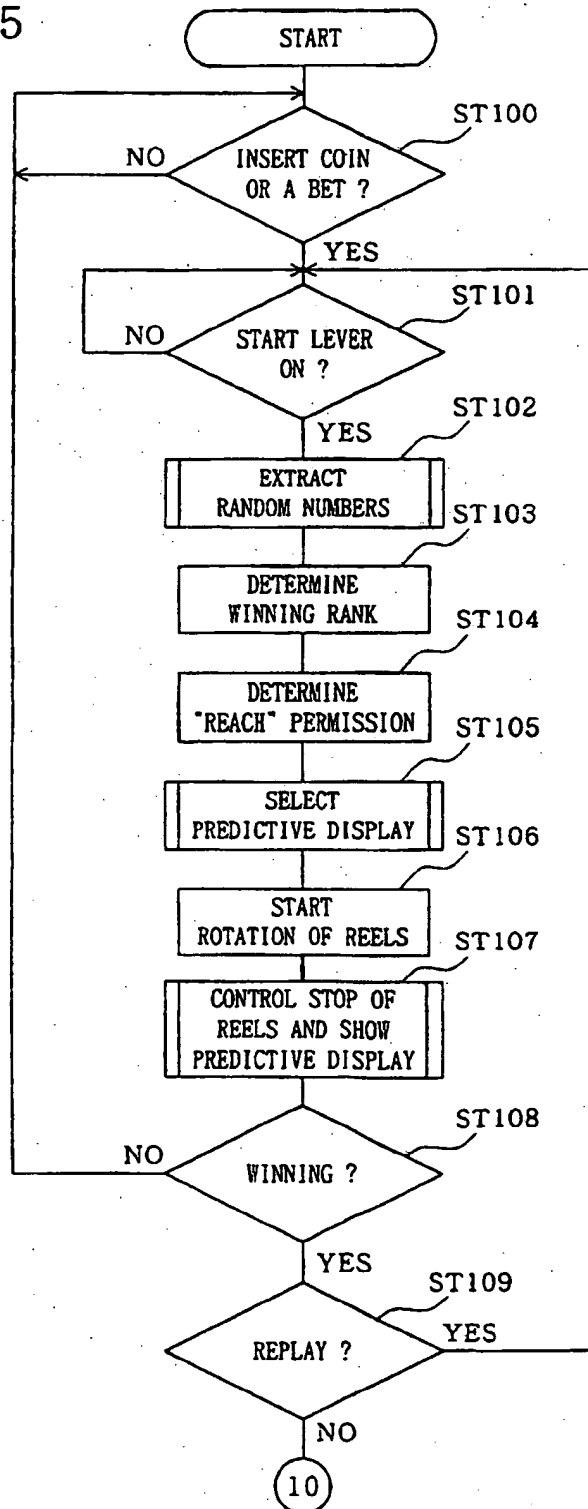 5
START
ST100
NO
INSERT COIN
OR A BET ?
YES
ST101
NO
START LEVER
ON ?
YES
ST102
EXTRACT
RANDOM NUMBERS
ST103
DETERMINE
WINNING RANK
ST104
DETERMINE
"REACH" PERMISSION
ST105
SELECT
PREDICTIVE DISPLAY
ST106
START
ROTATION OF REELS
ST107
CONTROL STOP OF
REELS AND SHOW
PREDICTIVE DISPLAY
ST108
NO
WINNING ?
YES
ST109
REPLAY ?
YES
NO
10